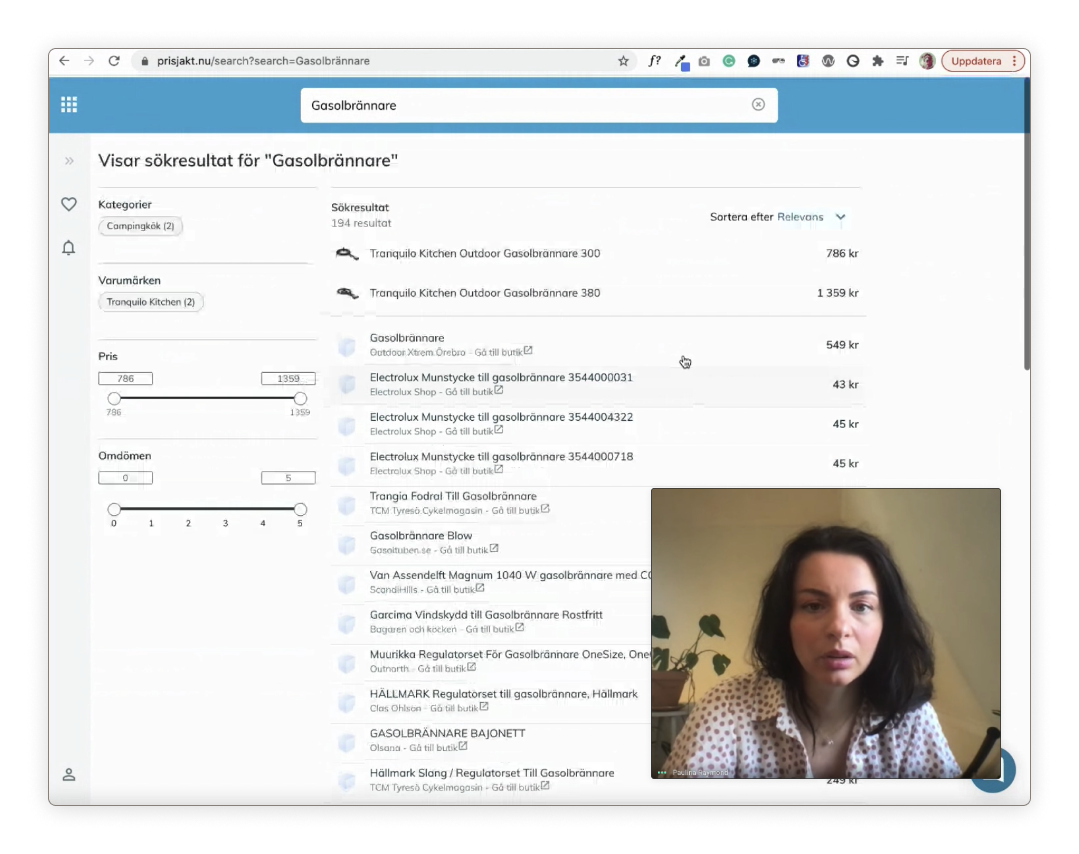 prisjakt.nu/search?search=Gasolbrännare
f?
Uppdatera
Gasolbrännare
Visar sökresultat för "Gasolbrännare"
Kategorier
Campingkök (2)
Varumärken
Tranquilo Kitchen (2)
Pris
786 1359
786 1359
Omdömen
0 5
0 1 2 3 4 5
Sökresultat
194 resultat
Sortera efter Relevans
Tranquilo Kitchen Outdoor Gasolbrännare 300 786 kr
Tranquilo Kitchen Outdoor Gasolbrännare 380 1 359 kr
Gasolbrännare 549 kr
Outdoor Xtrem Örebro - Gå till butik
Electrolux Munstycke till gasolbrännare 3544000031 43 kr
Electrolux Shop - Gå till butik
Electrolux Munstycke till gasolbrännare 3544004322 45 kr
Electrolux Shop - Gå till butik
Electrolux Munstycke till gasolbrännare 3544000718 45 kr
Electrolux Shop - Gå till butik
Trangia Fodral Till Gasolbrännare
TCM Tyresö Cykelmagasin - Gå till butik
Gasolbrännare Blow
Gasoltuben.se - Gå till butik
Van Assendelft Magnum 1040 W gasolbrännare med
ScandiHills - Gå till butik
Garcima Vindskydd till Gasolbrännare Rostfritt
Bagaren och kocken - Gå till butik
Muurikka Regulatorset För Gasolbrännare OneSize,
Outnorth - Gå till butik
HÄLLMARK Regulatorset till gasolbrännare, Hällmark
Clas Ohlson - Gå till butik
GASOLBRÄNNARE BAJONETT
Olsana - Gå till butik
Hällmark Slang / Regulatorset Till Gasolbrännare 249 kr
TCM Tyresö Cykelmagasin - Gå till butik
Paulina